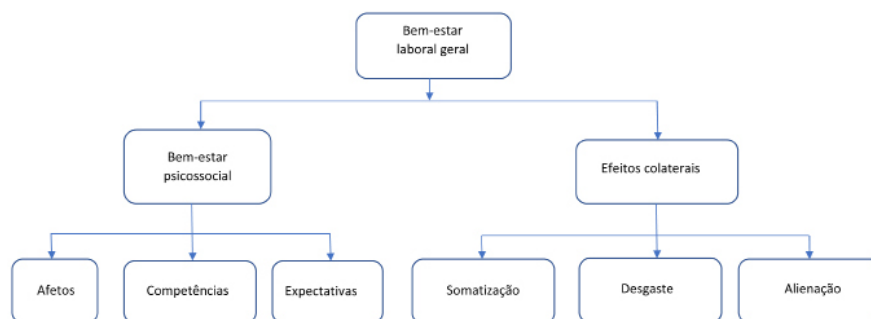 Bem-estar
laboral geral
Bem-estar
psicossocial
Efeitos colaterais
Afetos
Competências
Expectativas
Somatização
Desgaste
Alienação